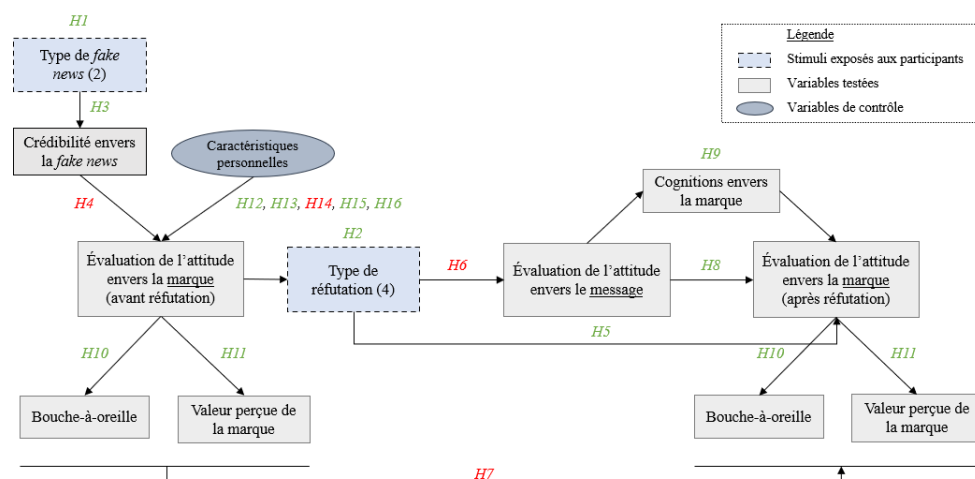 H1
Type de fake
news (2)
H3
Crédibilité envers
la fake news
Caractéristiques
personnelles
H4
H12, H13, H14, H15, H16
Évaluation de l'attitude
envers la marque
(avant réfutation)
H10
H11
Bouche-à-oreille
Valeur perçue de
la marque
H2
Type de
réfutation (4)
H6
Évaluation de l'attitude
envers le message
H9
Cognitions envers
la marque
H8
H5
Évaluation de l'attitude
envers la marque
(après réfutation)
H10
H11
Bouche-à-oreille
Valeur perçue de
la marque
H7
Légende
Stimuli exposés aux participants
Variables testées
Variables de contrôle